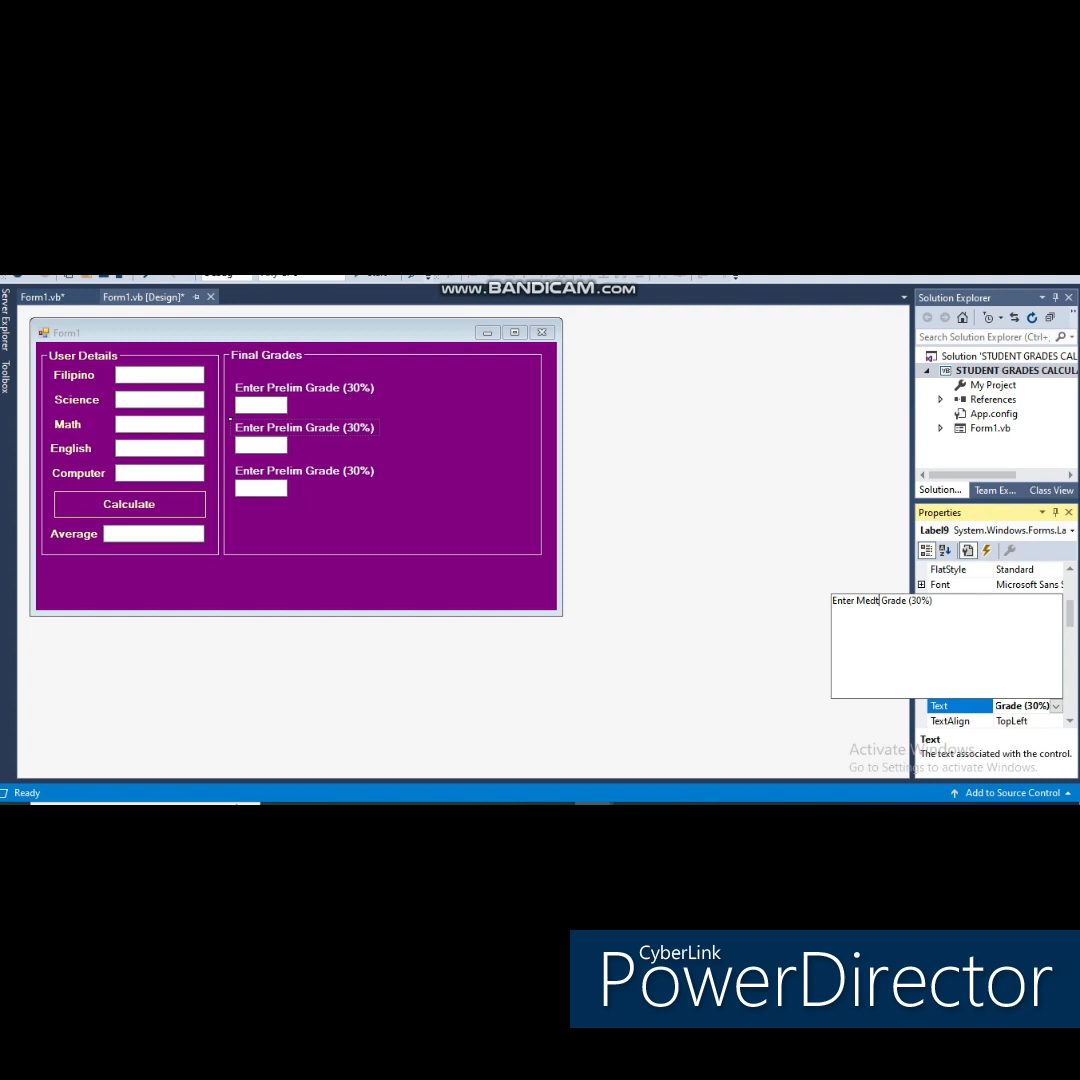 www.BANDICAM.com
Server Explorer
Toolbox
Form1.vb*
Form1.vb [Design]*
Form1
User Details
Filipino
Science
Math
English
Computer
Calculate
Average
Final Grades
Enter Prelim Grade (30%)
Enter Prelim Grade (30%)
Enter Prelim Grade (30%)
Solution Explorer
Search Solution Explorer (Ctrl+;
Solution 'STUDENT GRADES CAL
STUDENT GRADES CALCUL
My Project
References
App.config
Form1.vb
Solution...
Team Ex...
Class View
Properties
Label9 System.Windows.Forms.La
FlatStyle Standard
Font Microsoft Sans S
Enter Medt Grade (30%)
Text Grade (30%)
TextAlign TopLeft
Text
The text associated with the control.
Activate Windows
Go to Settings to activate Windows.
Ready
Add to Source Control
CyberLink
PowerDirector